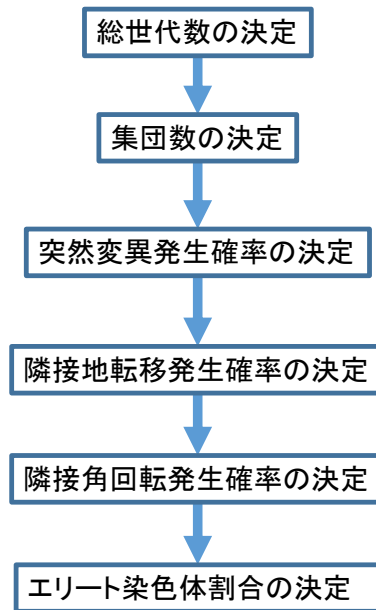 総世代数の決定
集団数の決定
突然変異発生確率の決定
隣接地転移発生確率の決定
隣接角回転発生確率の決定
エリート染色体割合の決定